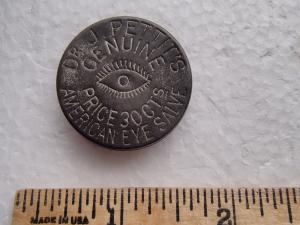 DR. J. PETTIT'S
GENUINE
PRICE 30 CTS.
AMERICAN EYE SALVE
1 2
MADE IN USA